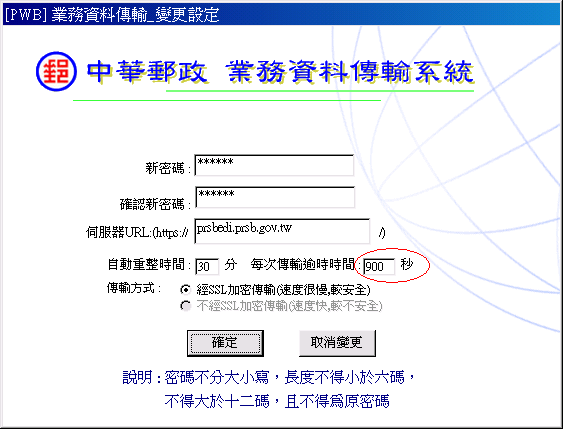 [PWB] 業務資料傳輸_變更設定
郵 中華郵政 業務資料傳輸系統
新密碼 : ******
確認新密碼 : ******
伺服器URL:(https:// prsbedi.prsb.gov.tw /)
自動重整時間 : 30 分 每次傳輸逾時時間 : 900 秒
傳輸方式 : 經SSL加密傳輸(速度很慢,較安全)
不經SSL加密傳輸(速度快,較不安全)
確定 取消變更
說明 : 密碼不分大小寫，長度不得小於六碼，
不得大於十二碼，且不得為原密碼